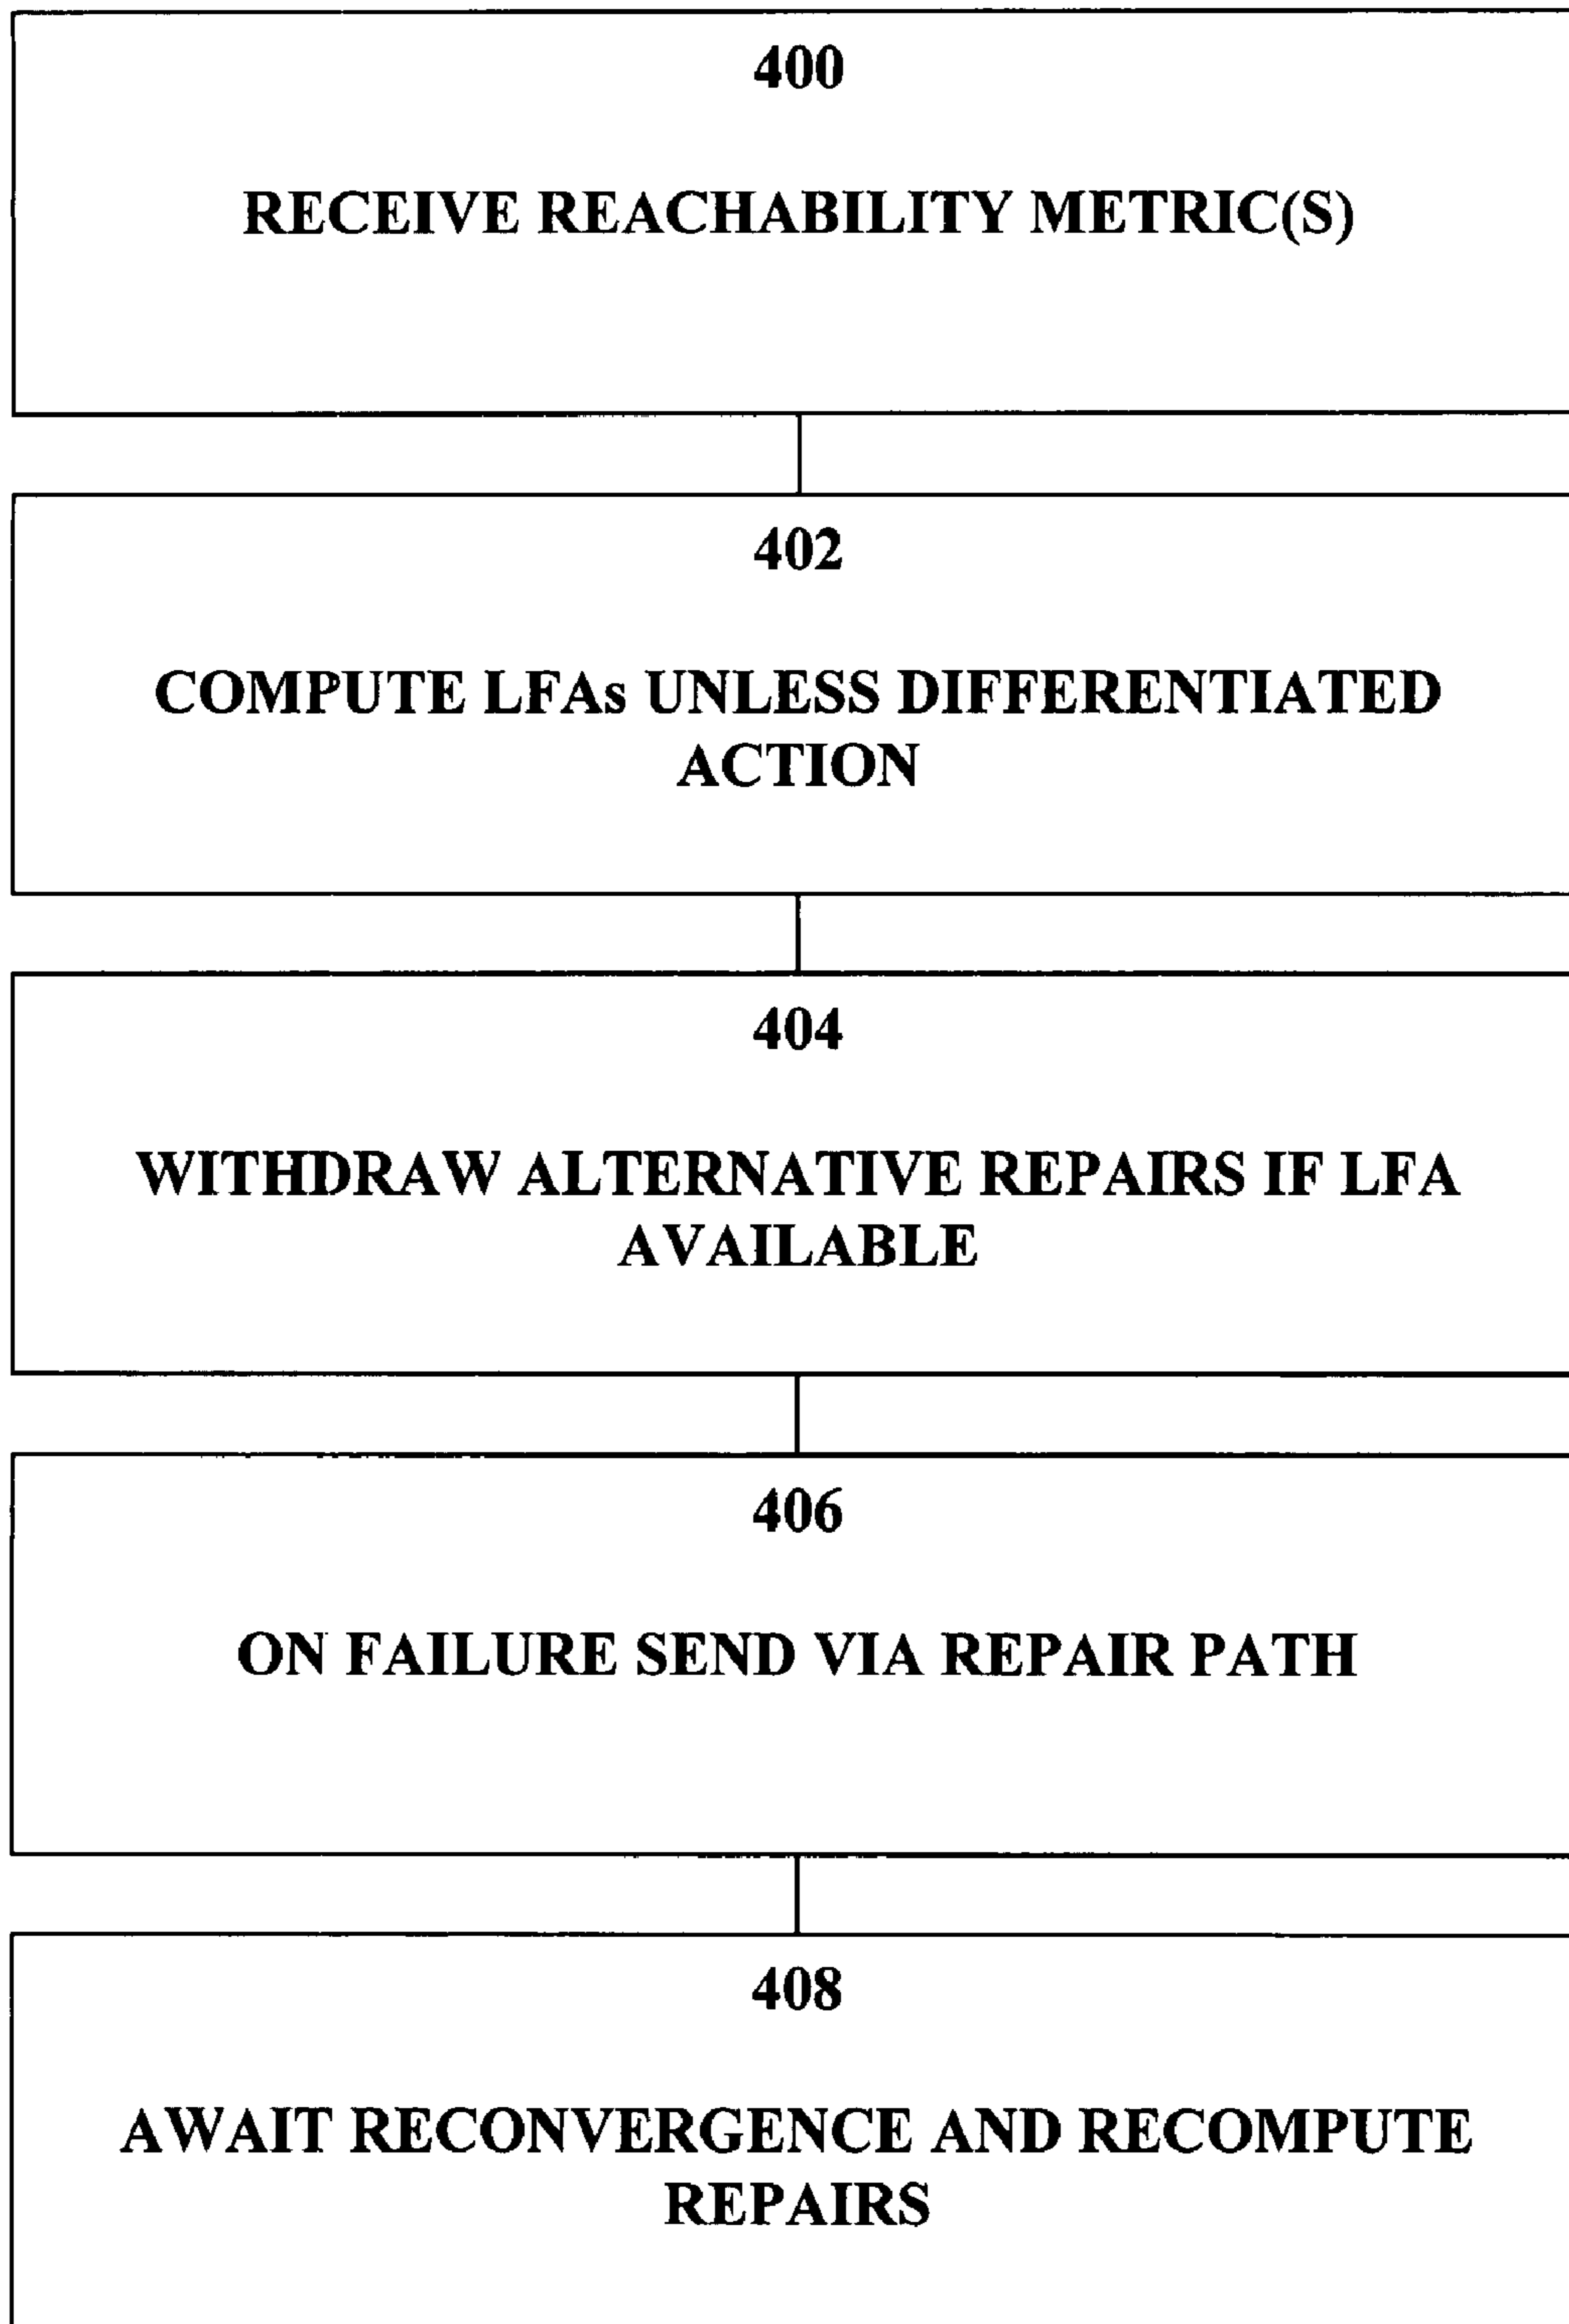 400
RECEIVE REACHABILITY METRIC(S)
402
COMPUTE LFAs UNLESS DIFFERENTIATED
ACTION
404
WITHDRAW ALTERNATIVE REPAIRS IF LFA
AVAILABLE
406
ON FAILURE SEND VIA REPAIR PATH
408
AWAIT RECONVERGENCE AND RECOMPUTE
REPAIRS